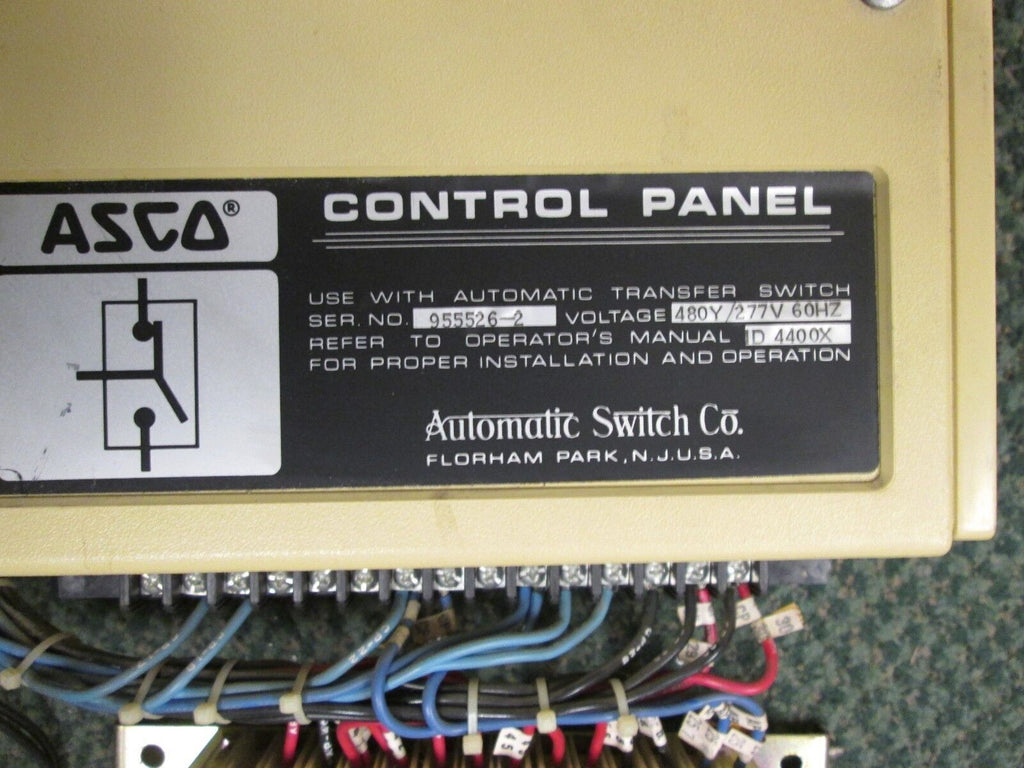 ASCO®
CONTROL PANEL
USE WITH AUTOMATIC TRANSFER SWITCH
SER. NO. 955526-2 VOLTAGE 480Y/277V 60HZ
REFER TO OPERATOR'S MANUAL D 4400X
FOR PROPER INSTALLATION AND OPERATION
Automatic Switch Co.
FLORHAM PARK, N.J.U.S.A.
45